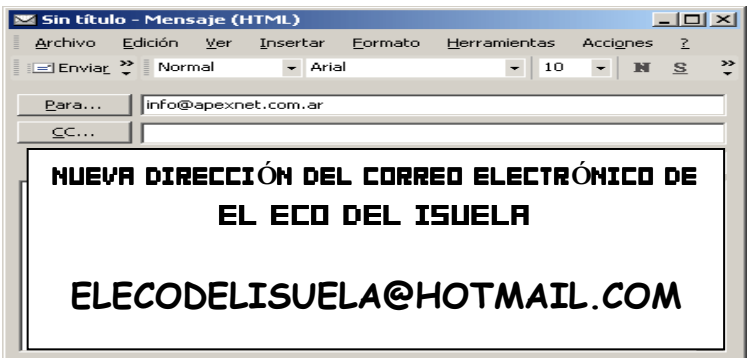 Sin título - Mensaje (HTML)
Archivo Edición Ver Insertar Formato Herramientas Acciones ?
Enviar Normal Arial 10 N S
Para... info@apexnet.com.ar
CC...
NUEVA DIRECCIÓN DEL CORREO ELECTRÓNICO DE
EL ECO DEL ISUELA
ELECODELISUELA@HOTMAIL.COM